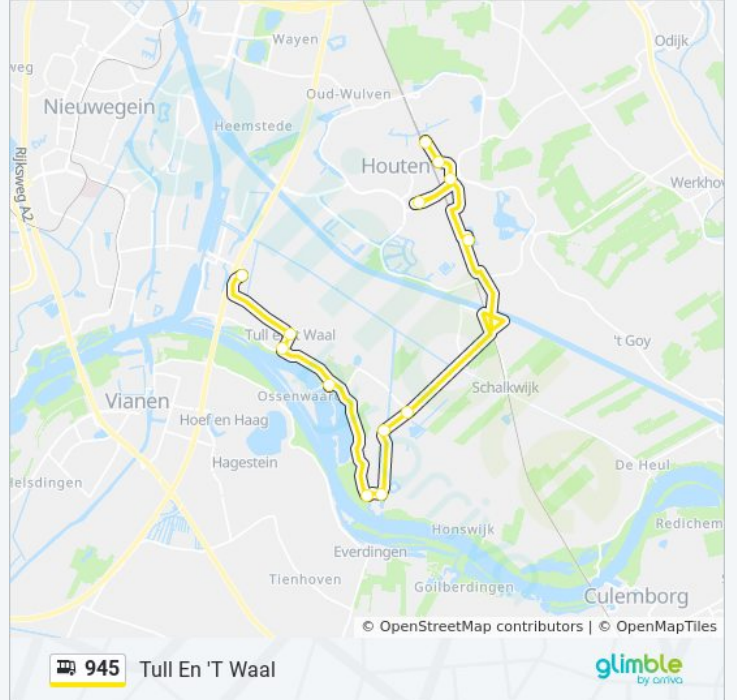 Wayen
Odijk
weg
Nieuwegein
Oud-Wulven
Heemstede
Houten
Rijksweg A2
Werkhov
Tull en 't Waal
't Goy
Ossenwaard
Schalkwijk
Vianen
Hoef en Haag
Hagestein
De Heul
Helsdingen
Redichem
Honswijk
Everdingen
Tienhoven
Goilberdingen
Culemborg
© OpenStreetMap contributors | © OpenMapTiles
945 Tull En 'T Waal
glimble
by arriva